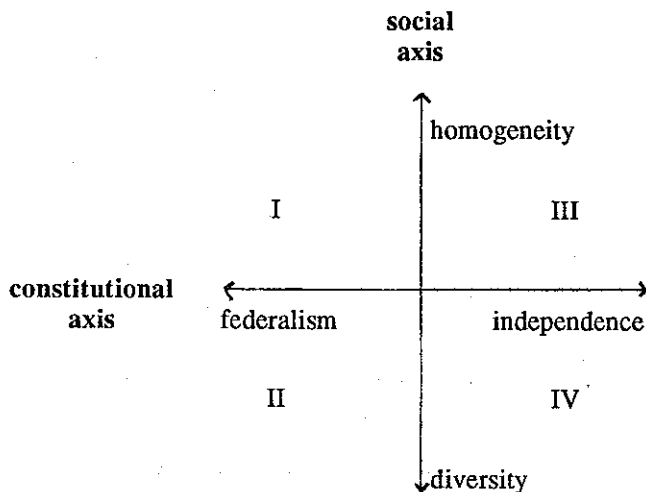 social
axis
homogeneity
I
III
constitutional
axis
federalism
independence
II
IV
diversity